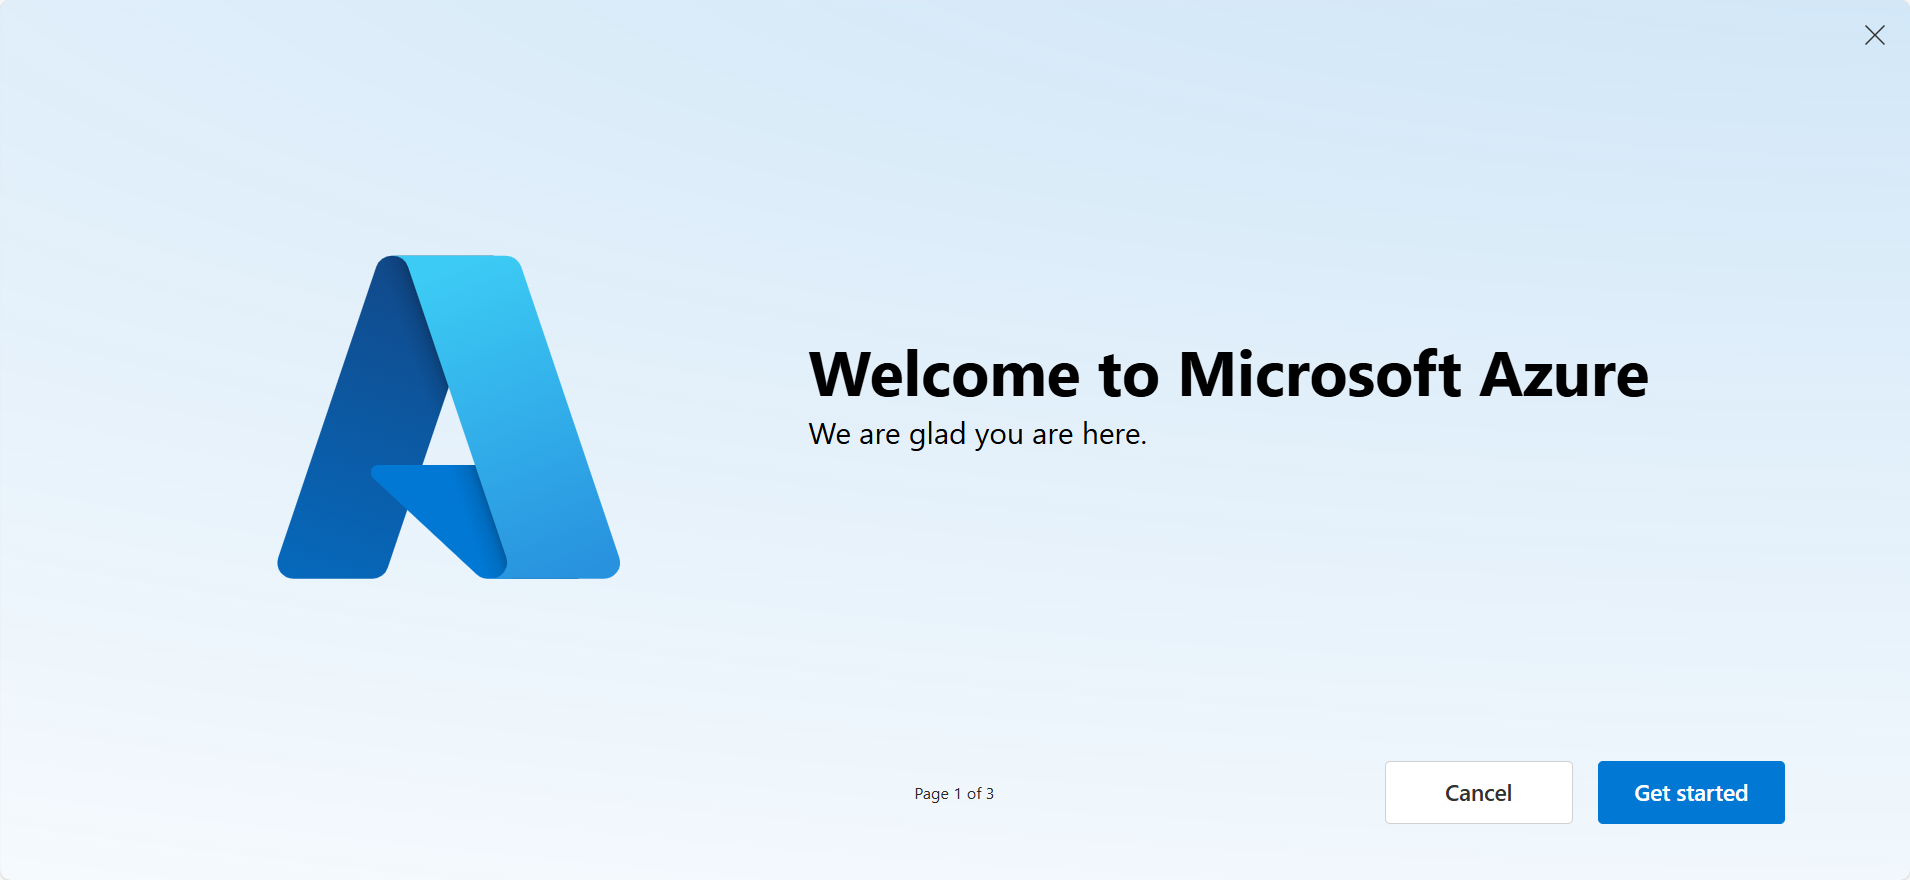 Welcome to Microsoft Azure
We are glad you are here.
Page 1 of 3
Cancel
Get started